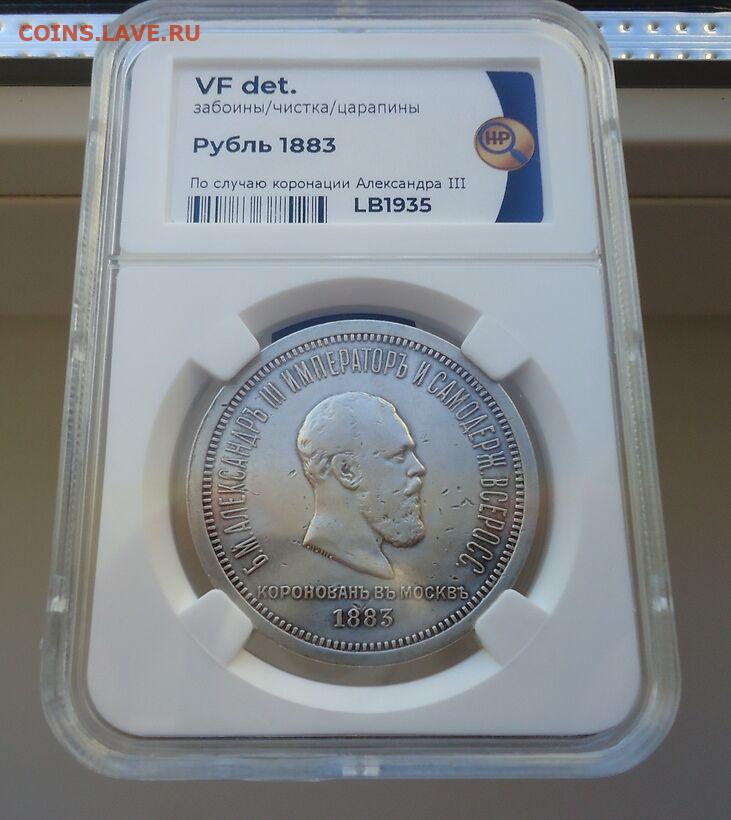 COINS.LAVE.RU
VF det.
забоины/чистка/царапины
Рубль 1883
НР
По случаю коронации Александра III
LB1935
Б.М. АЛЕКСАНДРЪ III ИМПЕРАТОРЪ И САМОДЕРЖ. ВСЕРОСС.
КОРОНОВАНЪ ВЪ МОСКВѢ
1883